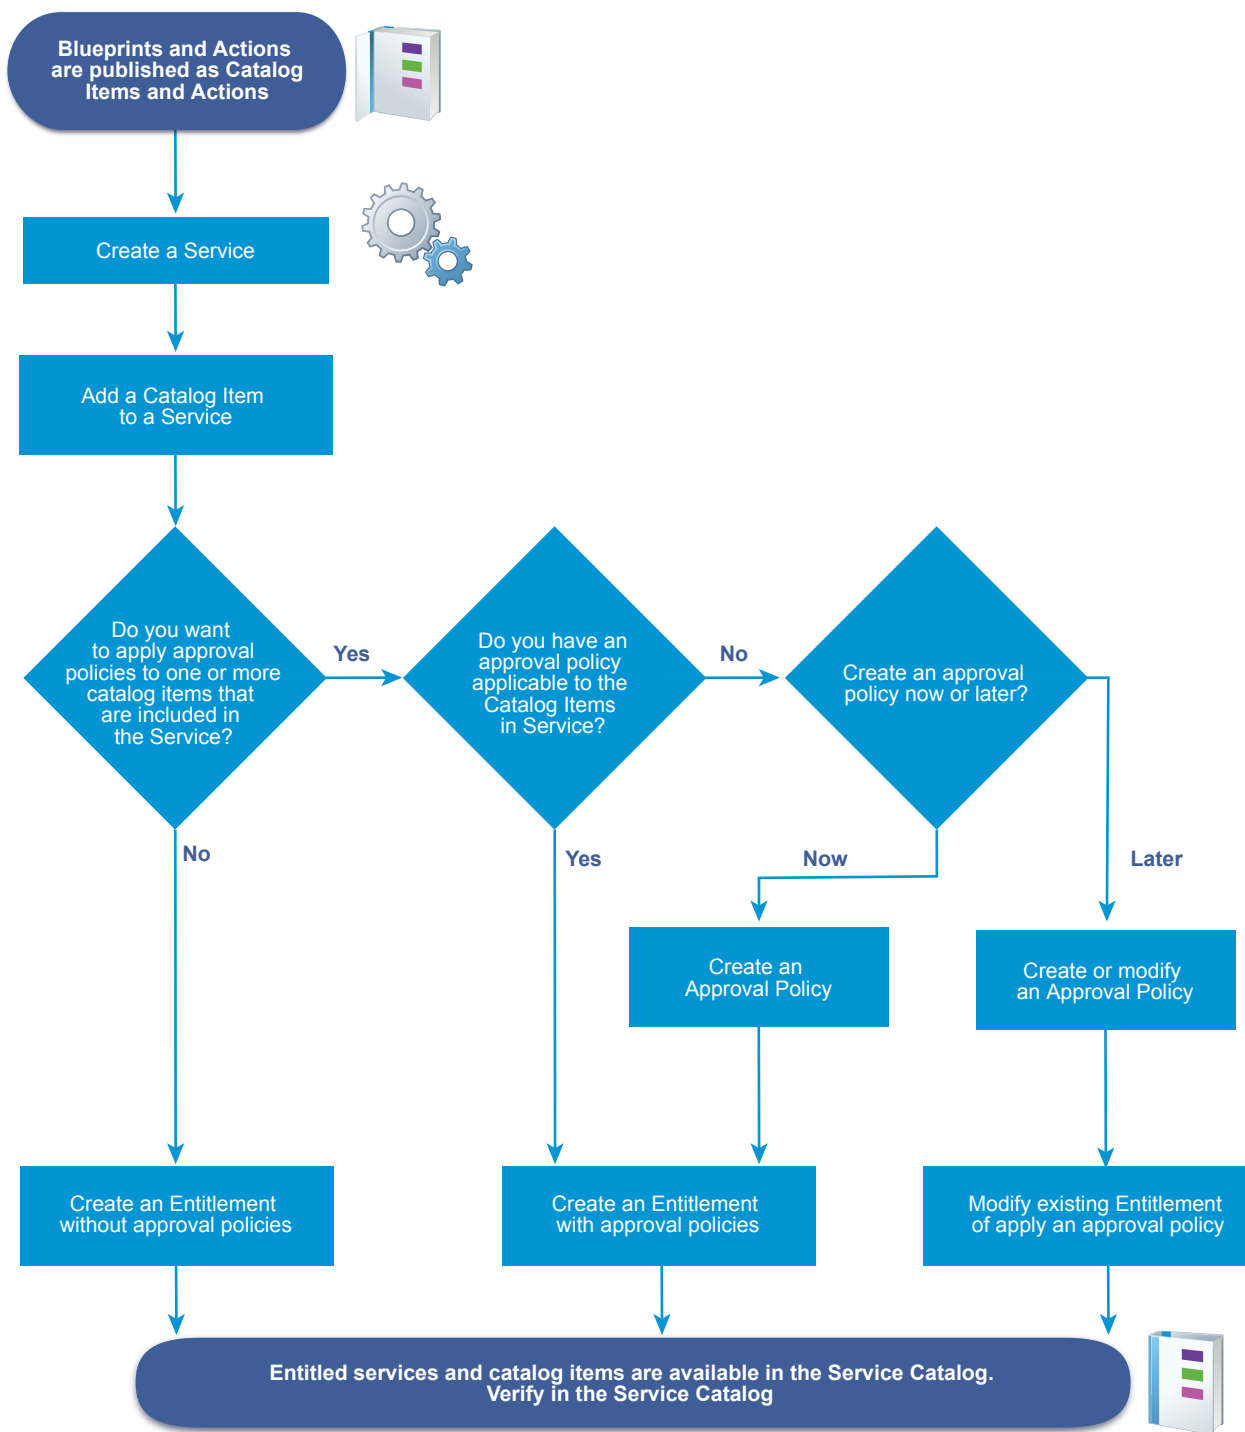 Blueprints and Actions
are published as Catalog
Items and Actions
Create a Service
Add a Catalog Item
to a Service
Do you want
to apply approval
policies to one or more
catalog items that
are included in
the Service?
Yes
Do you have an
approval policy
applicable to the
Catalog Items
in Service?
No
Create an approval
policy now or later?
No
Yes
Now
Later
Create an
Approval Policy
Create or modify
an Approval Policy
Create an Entitlement
without approval policies
Create an Entitlement
with approval policies
Modify existing Entitlement
of apply an approval policy
Entitled services and catalog items are available in the Service Catalog.
Verify in the Service Catalog